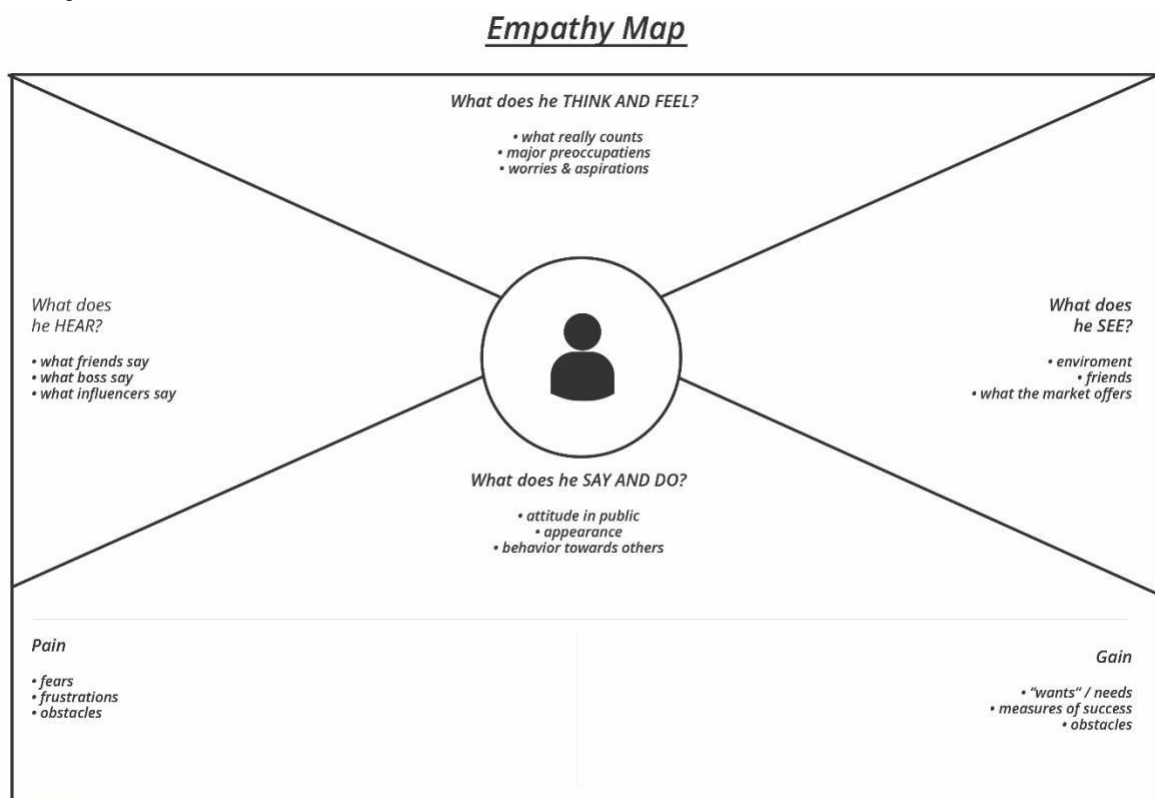 Empathy Map
What does he THINK AND FEEL?
• what really counts
• major preoccupatiens
• worries & aspirations
What does
he HEAR?
• what friends say
• what boss say
• what influencers say
What does
he SEE?
• enviroment
• friends
• what the market offers
What does he SAY AND DO?
• attitude in public
• appearance
• behavior towards others
Pain
• fears
• frustrations
• obstacles
Gain
• “wants“ / needs
• measures of success
• obstacles